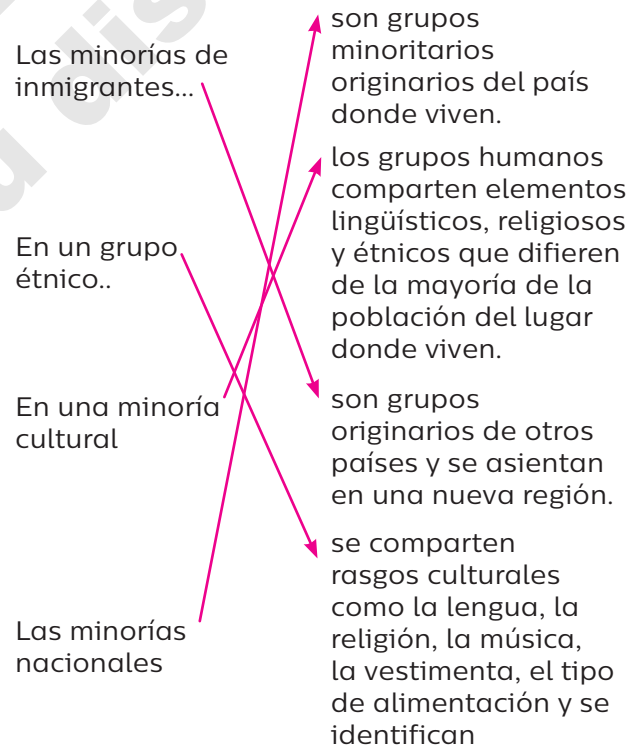 Las minorías de
inmigrantes...
En un grupo
étnico..
En una minoría
cultural
Las minorías
nacionales
son grupos
minoritarios
originarios del país
donde viven.
los grupos humanos
comparten elementos
lingüísticos, religiosos
y étnicos que difieren
de la mayoría de la
población del lugar
donde viven.
son grupos
originarios de otros
países y se asientan
en una nueva región.
se comparten
rasgos culturales
como la lengua, la
religión, la música,
la vestimenta, el tipo
de alimentación y se
identifican